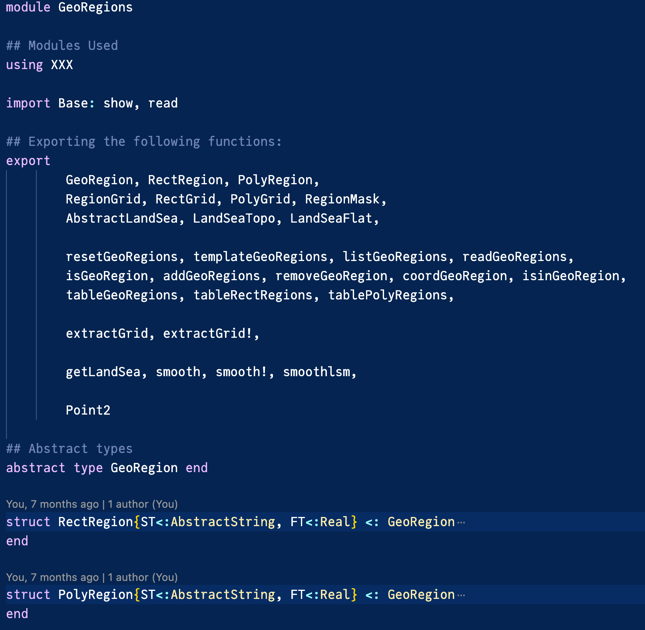 module GeoRegions
## Modules Used
using XXX
import Base: show, read
## Exporting the following functions:
export
GeoRegion, RectRegion, PolyRegion,
RegionGrid, RectGrid, PolyGrid, RegionMask,
AbstractLandSea, LandSeaTopo, LandSeaFlat,
resetGeoRegions, templateGeoRegions, listGeoRegions, readGeoRegions,
isGeoRegion, addGeoRegions, removeGeoRegion, coordGeoRegion, isinGeoRegion,
tableGeoRegions, tableRectRegions, tablePolyRegions,
extractGrid, extractGrid!,
getLandSea, smooth, smooth!, smoothlsm,
Point2
## Abstract types
abstract type GeoRegion end
You, 7 months ago | 1 author (You)
struct RectRegion{ST<:AbstractString, FT<:Real} <: GeoRegion ···
end
You, 7 months ago | 1 author (You)
struct PolyRegion{ST<:AbstractString, FT<:Real} <: GeoRegion ···
end